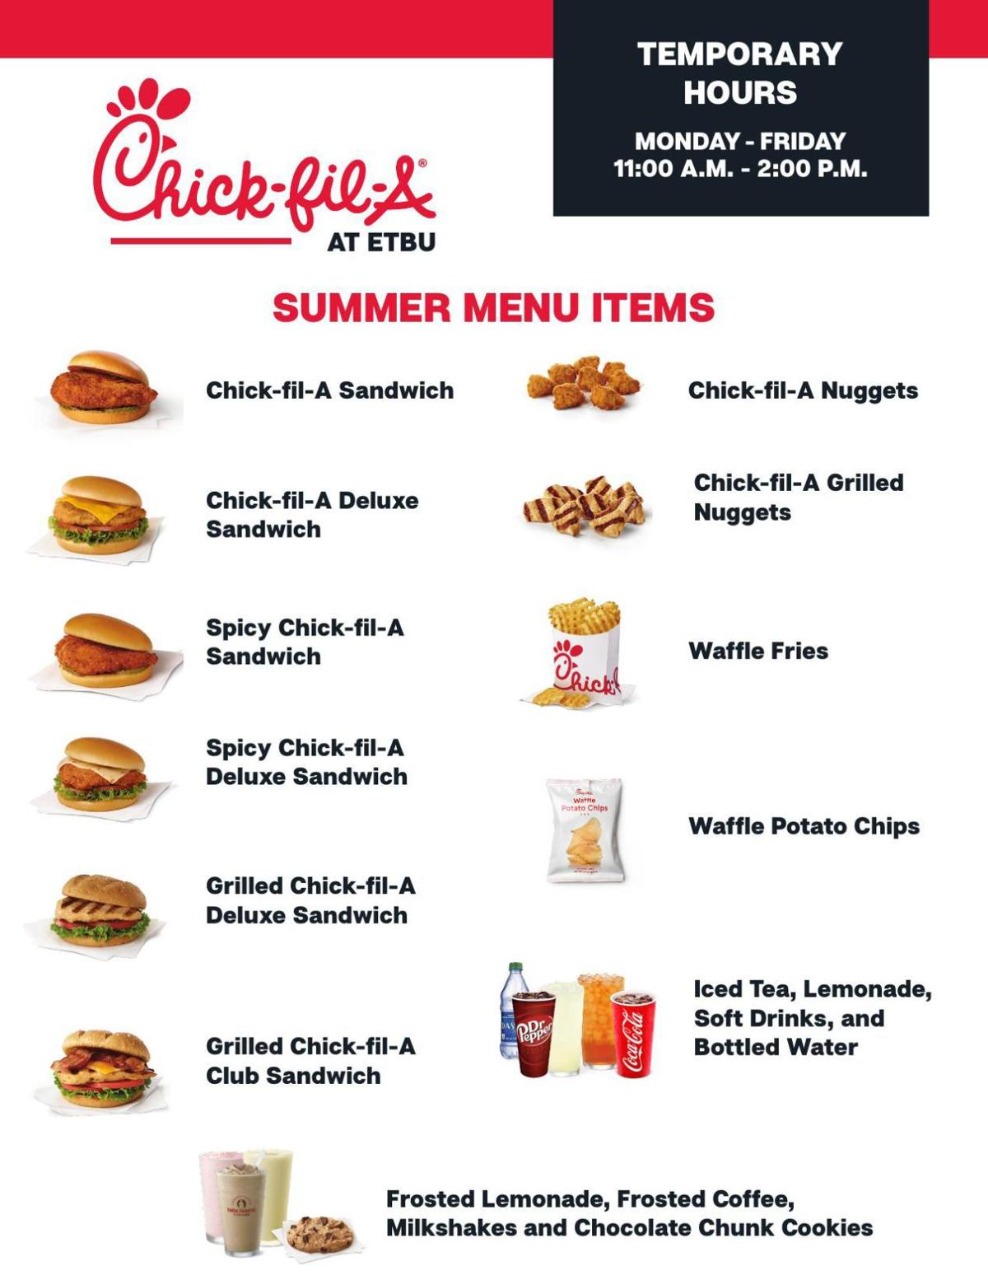 TEMPORARY
HOURS
MONDAY - FRIDAY
11:00 A.M. - 2:00 P.M.
Chick-fil-A®
AT ETBU
SUMMER MENU ITEMS
Chick-fil-A Sandwich
Chick-fil-A Deluxe
Sandwich
Spicy Chick-fil-A
Sandwich
Spicy Chick-fil-A
Deluxe Sandwich
Grilled Chick-fil-A
Deluxe Sandwich
Grilled Chick-fil-A
Club Sandwich
Chick-fil-A Nuggets
Chick-fil-A Grilled
Nuggets
Chick
Waffle Fries
Waffle
Potato Chips
Waffle Potato Chips
DAS
Dr
Pepper
Coca-Cola
Iced Tea, Lemonade,
Soft Drinks, and
Bottled Water
Frosted Lemonade, Frosted Coffee,
Milkshakes and Chocolate Chunk Cookies